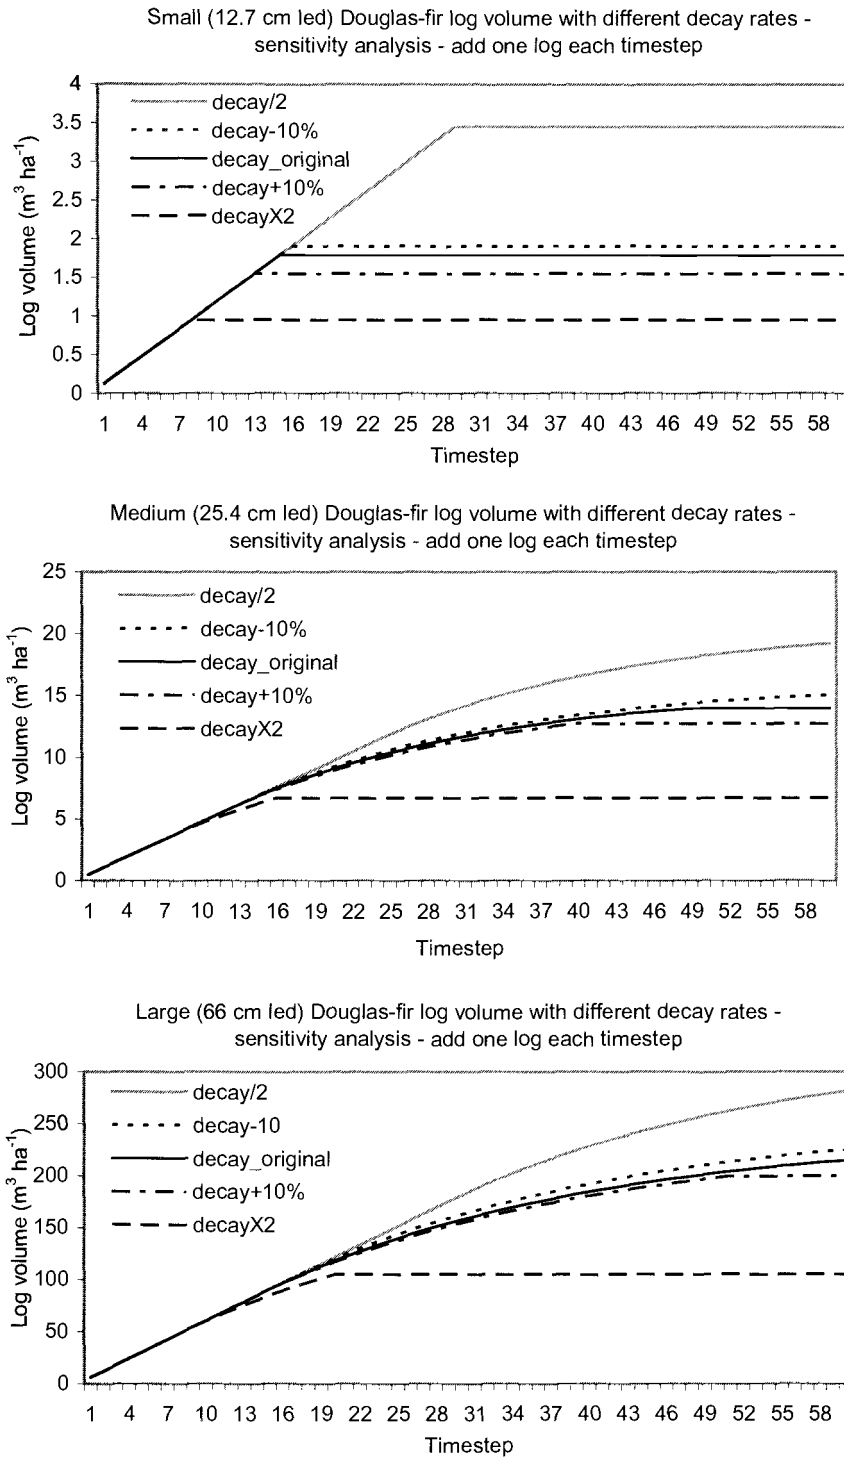 Small (12.7 cm led) Douglas-fir log volume with different decay rates -
sensitivity analysis - add one log each timestep
Log volume (m³ ha⁻¹)
4
3.5
3
2.5
2
1.5
1
0.5
0
decay/2
decay-10%
decay_original
decay+10%
decayX2
1 4 7 10 13 16 19 22 25 28 31 34 37 40 43 46 49 52 55 58
Timestep
Medium (25.4 cm led) Douglas-fir log volume with different decay rates -
sensitivity analysis - add one log each timestep
Log volume (m³ ha⁻¹)
25
20
15
10
5
0
decay/2
decay-10%
decay_original
decay+10%
decayX2
1 4 7 10 13 16 19 22 25 28 31 34 37 40 43 46 49 52 55 58
Timestep
Large (66 cm led) Douglas-fir log volume with different decay rates -
sensitivity analysis - add one log each timestep
Log volume (m³ ha⁻¹)
300
250
200
150
100
50
0
decay/2
decay-10
decay_original
decay+10%
decayX2
1 4 7 10 13 16 19 22 25 28 31 34 37 40 43 46 49 52 55 58
Timestep